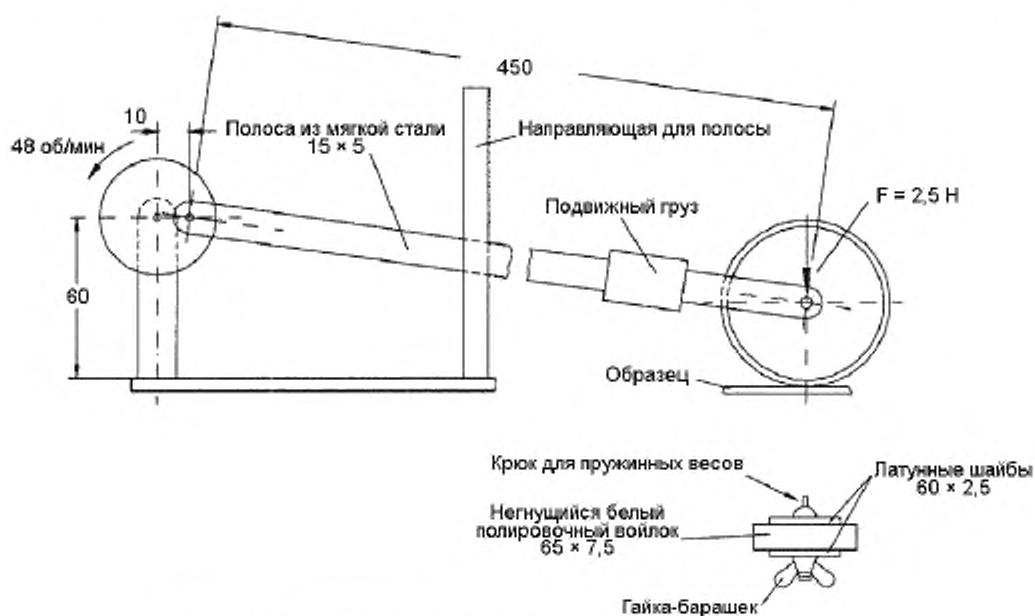 450
10
48 об/мин
Полоса из мягкой стали
15 × 5
Направляющая для полосы
F = 2,5 Н
Подвижный груз
60
Образец
Крюк для пружинных весов
Латунные шайбы
60 × 2,5
Негнущийся белый
полировочный войлок
65 × 7,5
Гайка-барашек